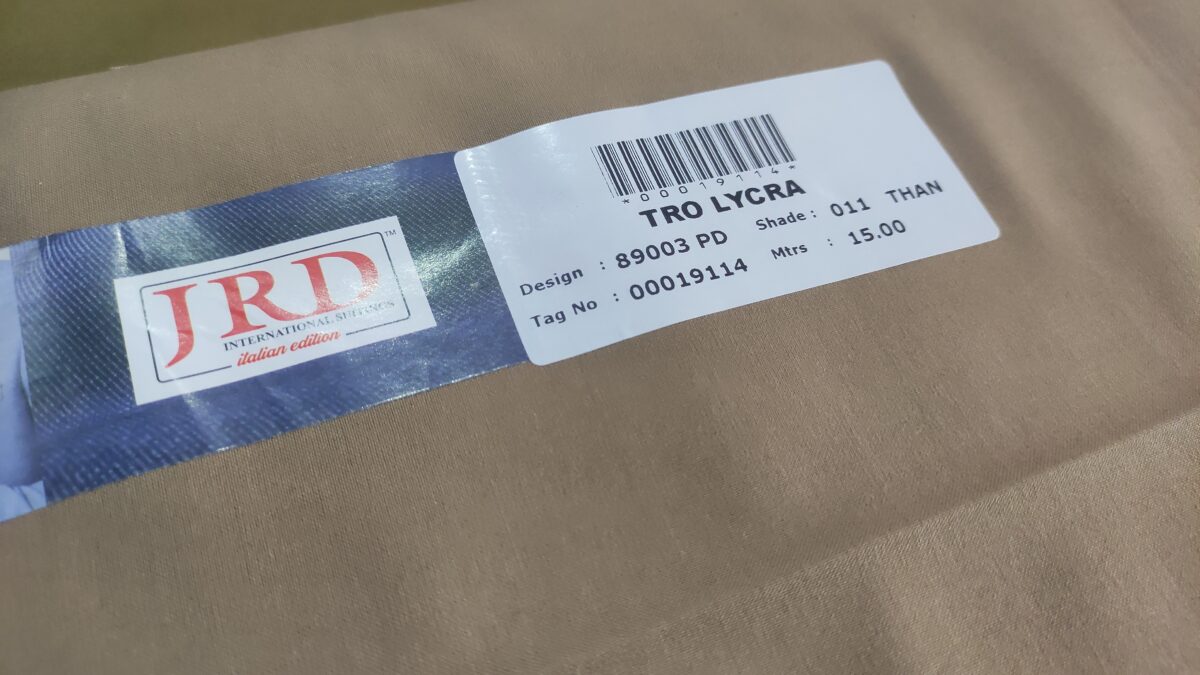 JRD ™
INTERNATIONAL SUITINGS
italian edition
*00019114*
TRO LYCRA
Design : 89003 PD Shade : 011 THAN
Tag No : 00019114 Mtrs : 15.00